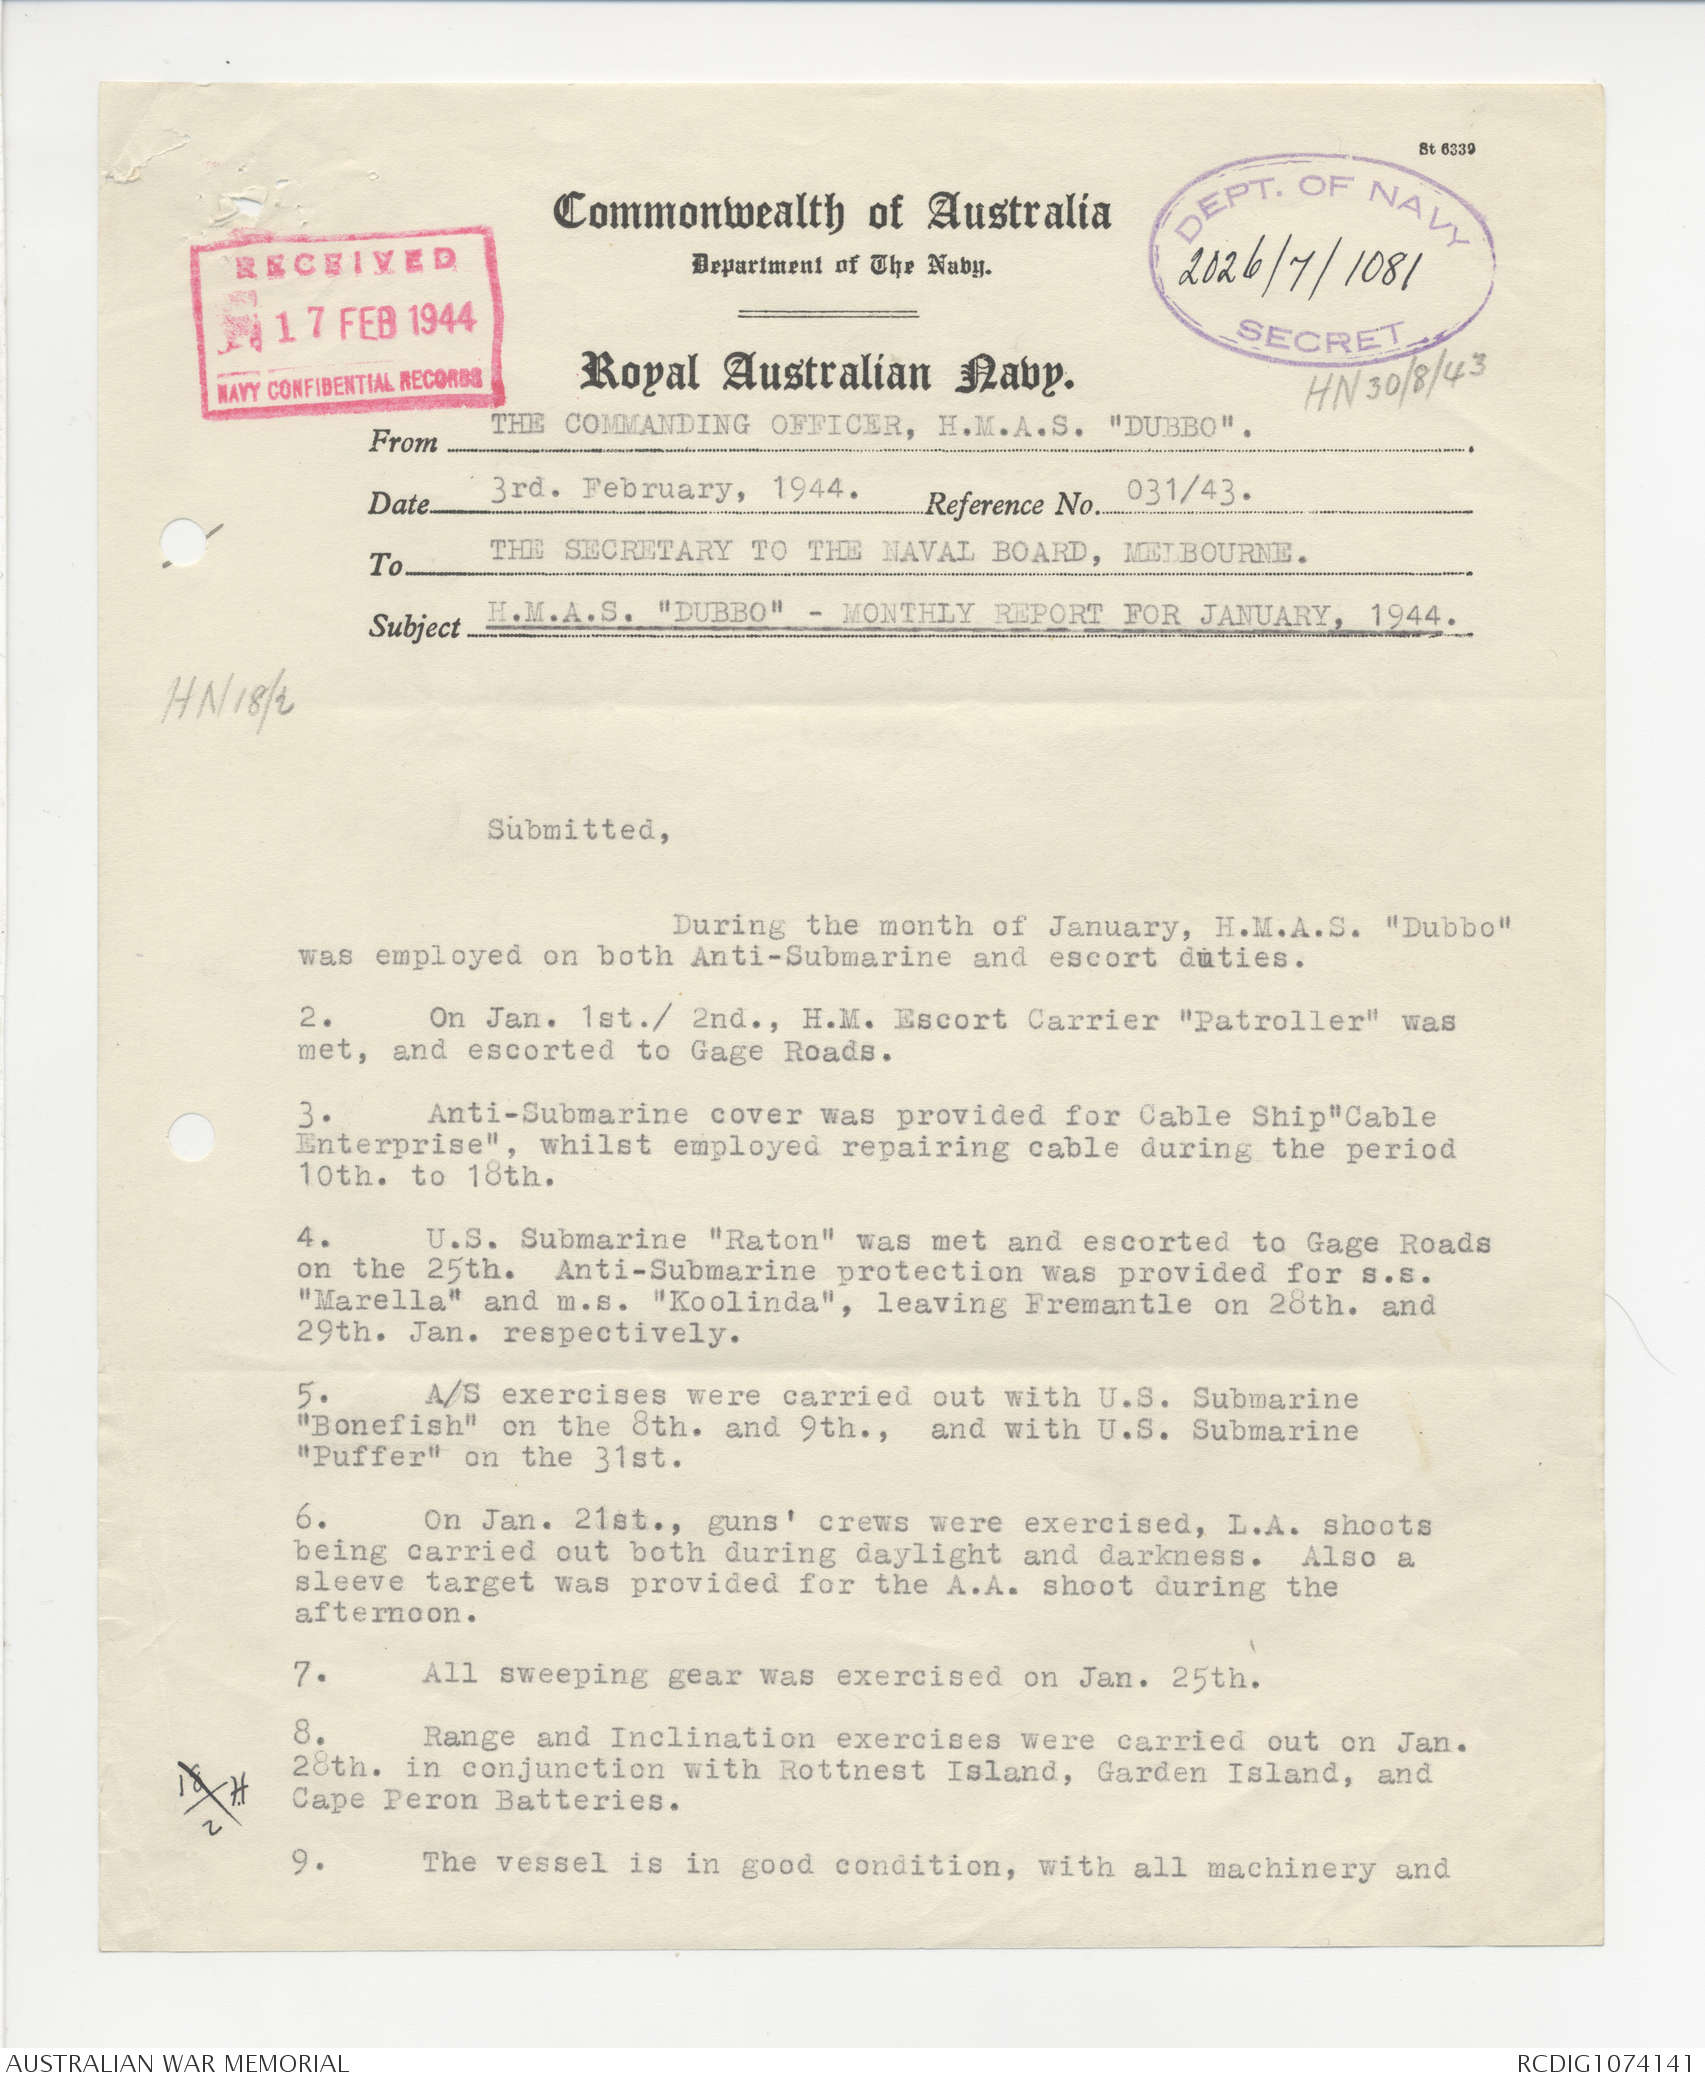 St 6339
Commonwealth of Australia
Department of The Navy.
DEPT. OF NAVY
2026/7/1081
SECRET
RECEIVED
17 FEB 1944
NAVY CONFIDENTIAL RECORDS
HN 30/8/43
Royal Australian Navy.
From THE COMMANDING OFFICER, H.M.A.S. "DUBBO".
Date 3rd. February, 1944. Reference No. 031/43.
To THE SECRETARY TO THE NAVAL BOARD, MELBOURNE.
Subject H.M.A.S. "DUBBO" - MONTHLY REPORT FOR JANUARY, 1944.
HN 18/2
Submitted,
During the month of January, H.M.A.S. "Dubbo"
was employed on both Anti-Submarine and escort duties.
2. On Jan. 1st./ 2nd., H.M. Escort Carrier "Patroller" was
met, and escorted to Gage Roads.
3. Anti-Submarine cover was provided for Cable Ship"Cable
Enterprise", whilst employed repairing cable during the period
10th. to 18th.
4. U.S. Submarine "Raton" was met and escorted to Gage Roads
on the 25th. Anti-Submarine protection was provided for s.s.
"Marella" and m.s. "Koolinda", leaving Fremantle on 28th. and
29th. Jan. respectively.
5. A/S exercises were carried out with U.S. Submarine
"Bonefish" on the 8th. and 9th., and with U.S. Submarine
"Puffer" on the 31st.
6. On Jan. 21st., guns' crews were exercised, L.A. shoots
being carried out both during daylight and darkness. Also a
sleeve target was provided for the A.A. shoot during the
afternoon.
7. All sweeping gear was exercised on Jan. 25th.
8. Range and Inclination exercises were carried out on Jan.
28th. in conjunction with Rottnest Island, Garden Island, and
Cape Peron Batteries.
18 H
2
9. The vessel is in good condition, with all machinery and
AUSTRALIAN WAR MEMORIAL
RCDIG1074141